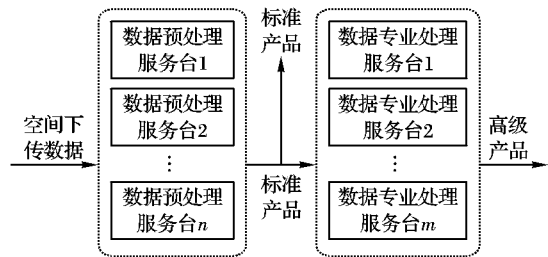 空间下
传数据
数据预处理
服务台1
数据预处理
服务台2
⋮
数据预处理
服务台n
标准
产品
标准
产品
数据专业处理
服务台1
数据专业处理
服务台2
⋮
数据专业处理
服务台m
高级
产品